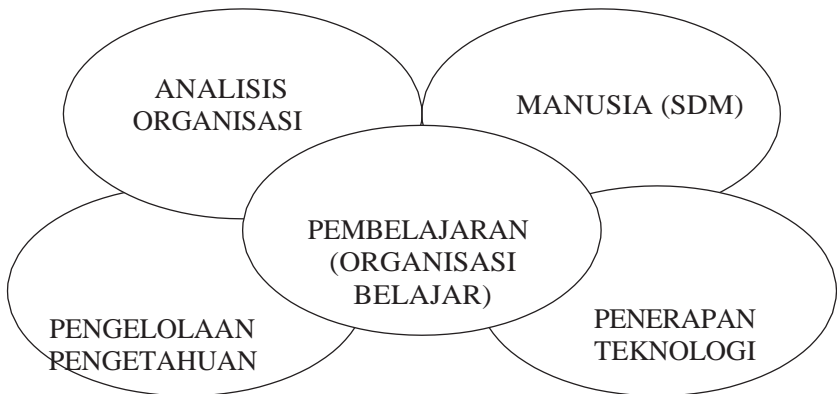 ANALISIS
ORGANISASI
MANUSIA (SDM)
PEMBELAJARAN
(ORGANISASI
BELAJAR)
PENGELOLAAN
PENGETAHUAN
PENERAPAN
TEKNOLOGI